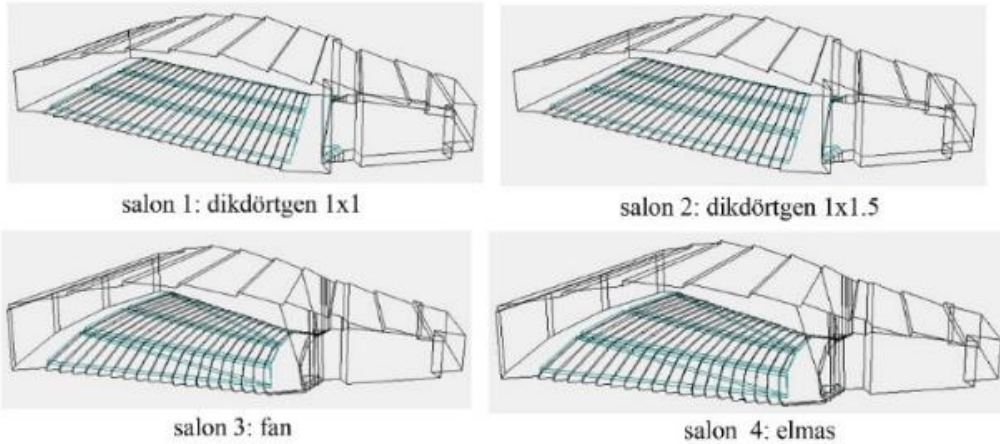 salon 1: dikdörtgen 1x1
salon 2: dikdörtgen 1x1.5
salon 3: fan
salon 4: elmas